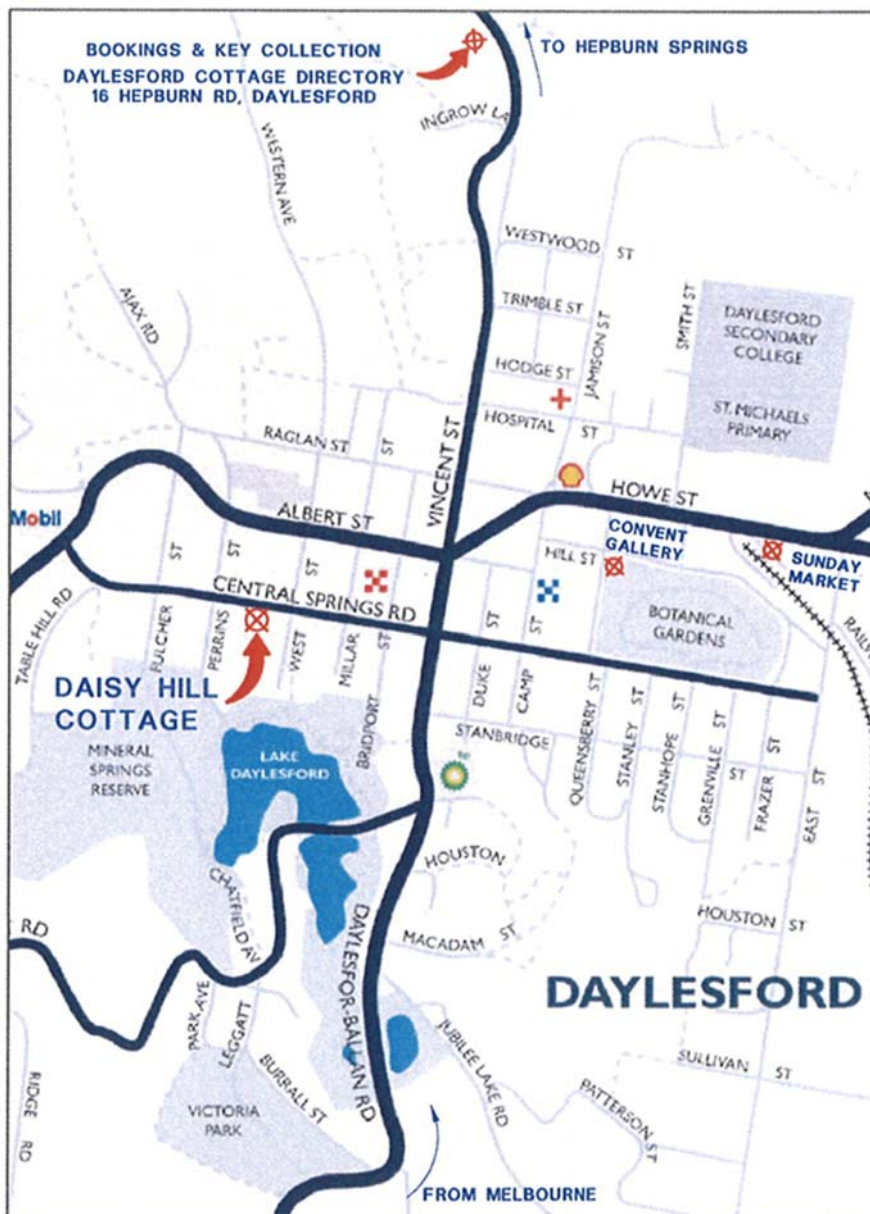 BOOKINGS & KEY COLLECTION
DAYLESFORD COTTAGE DIRECTORY
16 HEPBURN RD, DAYLESFORD
TO HEPBURN SPRINGS
INGROW LA
WESTERN AVE
WESTWOOD ST
AJAX RD
TRIMBLE ST
JAMISON ST
SMITH ST
DAYLESFORD
SECONDARY
COLLEGE
HODGE ST
ST. MICHAELS
PRIMARY
HOSPITAL ST
RAGLAN ST
ST
VINCENT ST
HOWE ST
Mobil
ALBERT ST
CONVENT
GALLERY
HILL ST
SUNDAY
MARKET
CENTRAL SPRINGS RD
BOTANICAL
GARDENS
TABLE HILL RD
FULCHER ST
PERRINS ST
WEST ST
MILLAR
BRIDPORT ST
DUKE
CAMP ST
DAISY HILL
COTTAGE
STANBRIDGE ST
QUEENSBERRY ST
STANLEY ST
STANHOPE ST
GRENVILLE ST
FRAZER ST
EAST ST
MINERAL
SPRINGS
RESERVE
LAKE
DAYLESFORD
HOUSTON
CHATFIELD AV
RD
MACADAM ST
HOUSTON ST
DAYLESFORD
DAYLESFOR-BALLAN RD
PARK AVE
LEGGATT
BURRALL ST
JUBILEE LAKE RD
SULLIVAN ST
PATTERSON ST
RIDGE RD
VICTORIA
PARK
FROM MELBOURNE